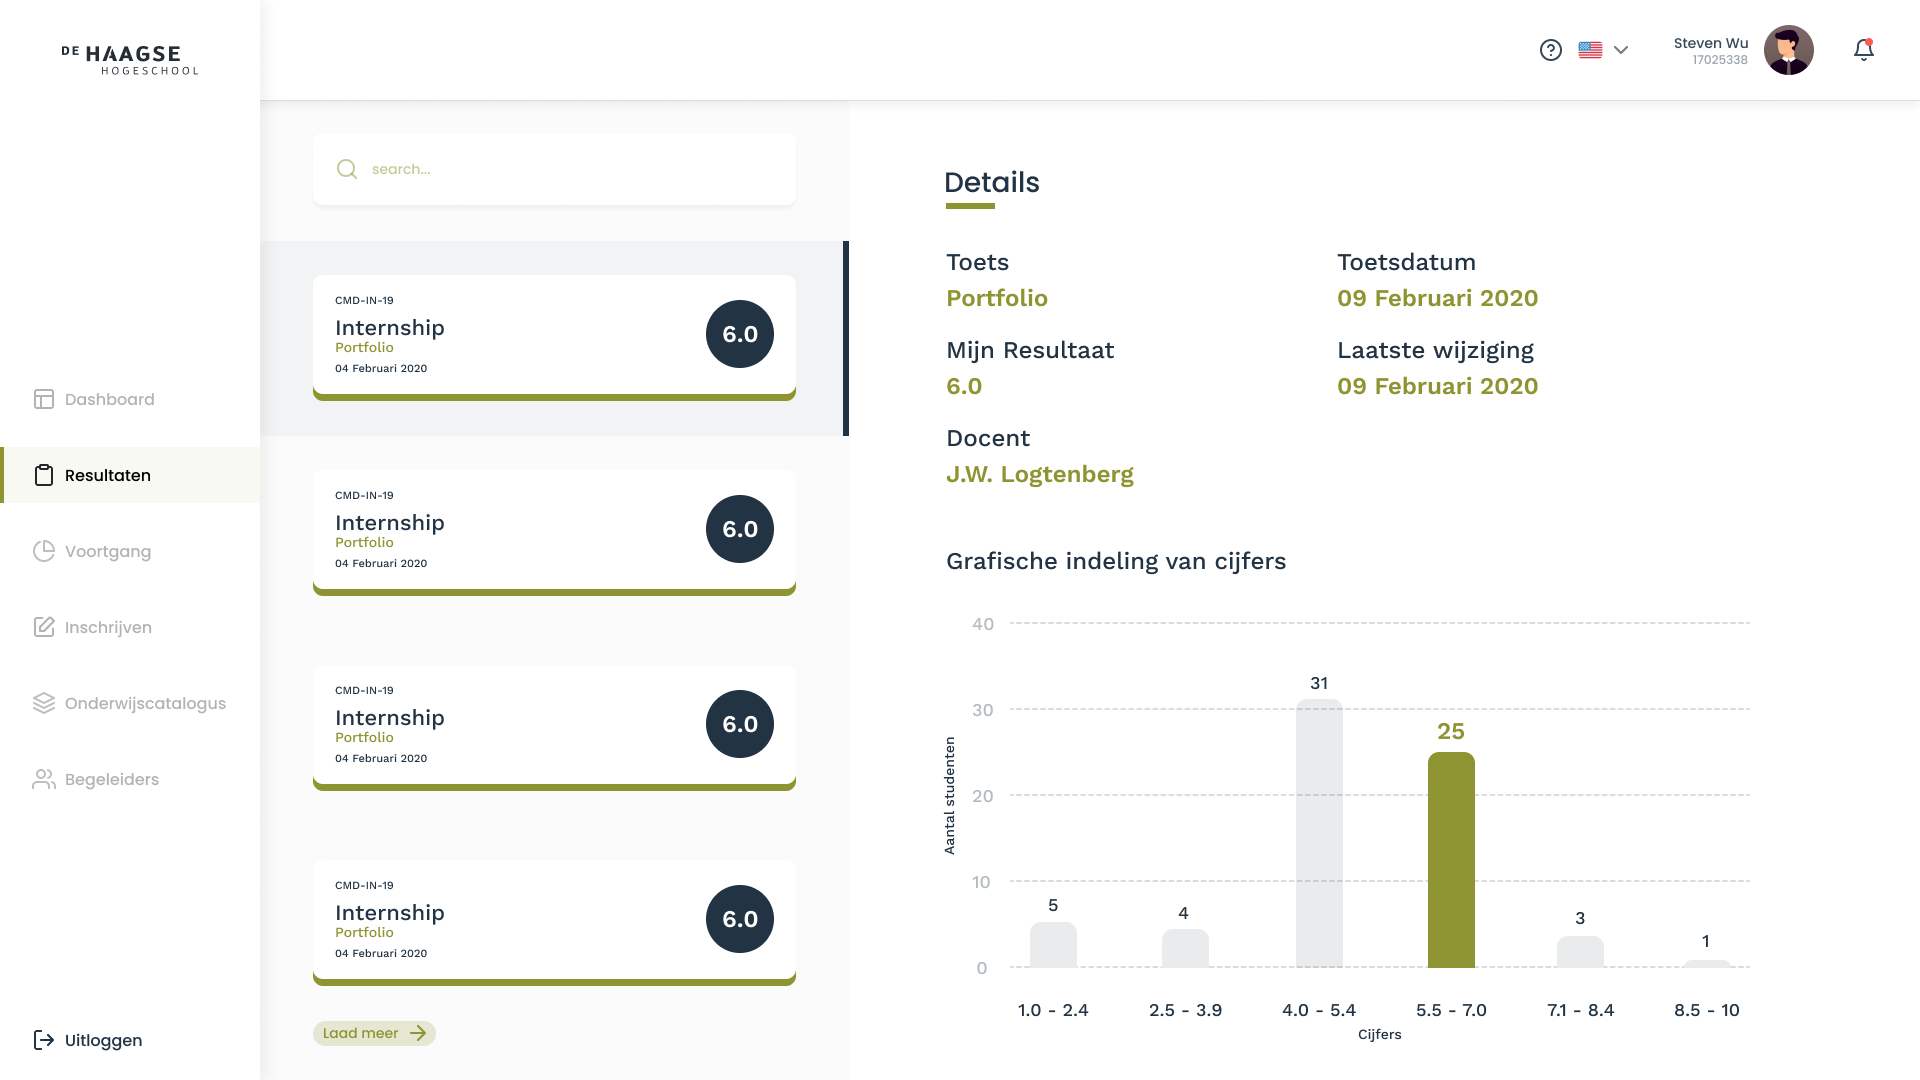 DE HAAGSE
HOGESCHOOL
Dashboard
Resultaten
Voortgang
Inschrijven
Onderwijscatalogus
Begeleiders
Uitloggen
Steven Wu
17025338
search...
CMD-IN-19
Internship
Portfolio
04 Februari 2020
6.0
CMD-IN-19
Internship
Portfolio
04 Februari 2020
6.0
CMD-IN-19
Internship
Portfolio
04 Februari 2020
6.0
CMD-IN-19
Internship
Portfolio
04 Februari 2020
6.0
Laad meer
Details
Toets
Portfolio
Toetsdatum
09 Februari 2020
Mijn Resultaat
6.0
Laatste wijziging
09 Februari 2020
Docent
J.W. Logtenberg
Grafische indeling van cijfers
Aantal studenten
40
30
20
10
0
5
4
31
25
3
1
1.0 - 2.4
2.5 - 3.9
4.0 - 5.4
5.5 - 7.0
7.1 - 8.4
8.5 - 10
Cijfers